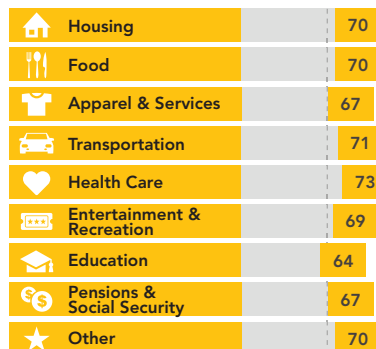 Housing 70
Food 70
Apparel & Services 67
Transportation 71
Health Care 73
Entertainment &
Recreation 69
Education 64
Pensions &
Social Security 67
Other 70